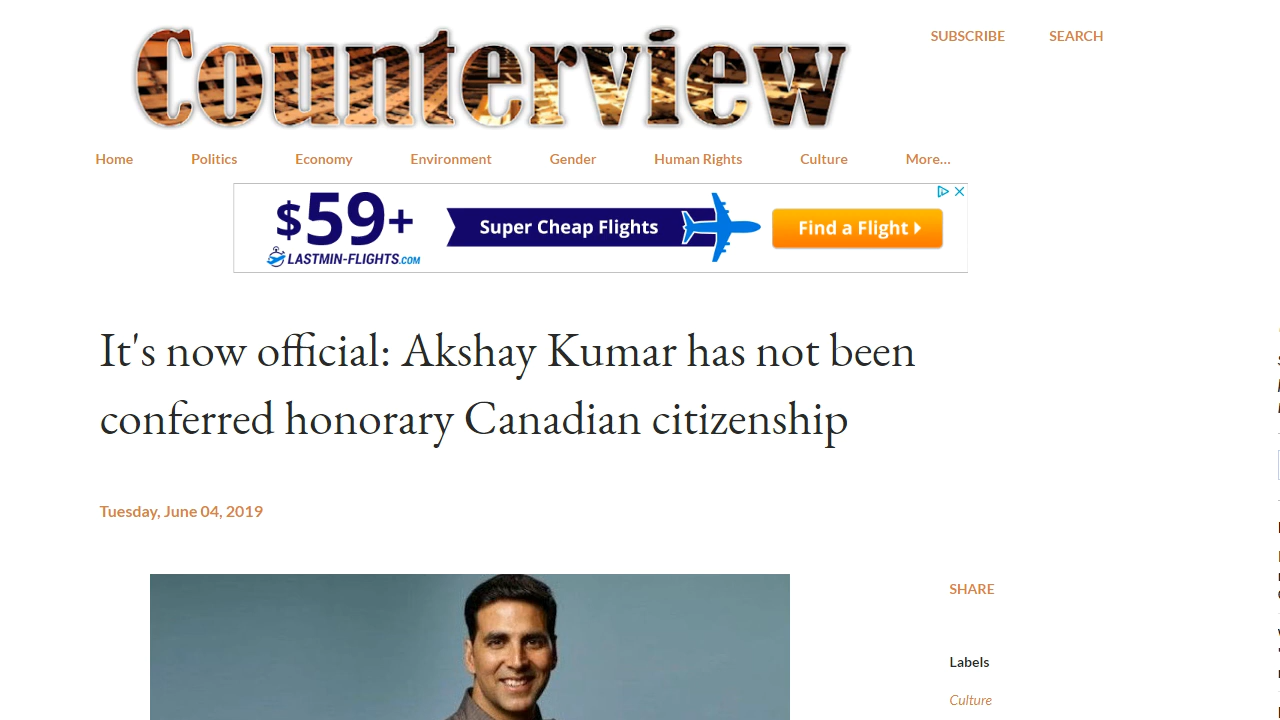 Counterview
SUBSCRIBE
SEARCH
Home
Politics
Economy
Environment
Gender
Human Rights
Culture
More…
$59+
LASTMIN-FLIGHTS.COM
Super Cheap Flights
Find a Flight
It's now official: Akshay Kumar has not been
conferred honorary Canadian citizenship
Tuesday, June 04, 2019
SHARE
Labels
Culture